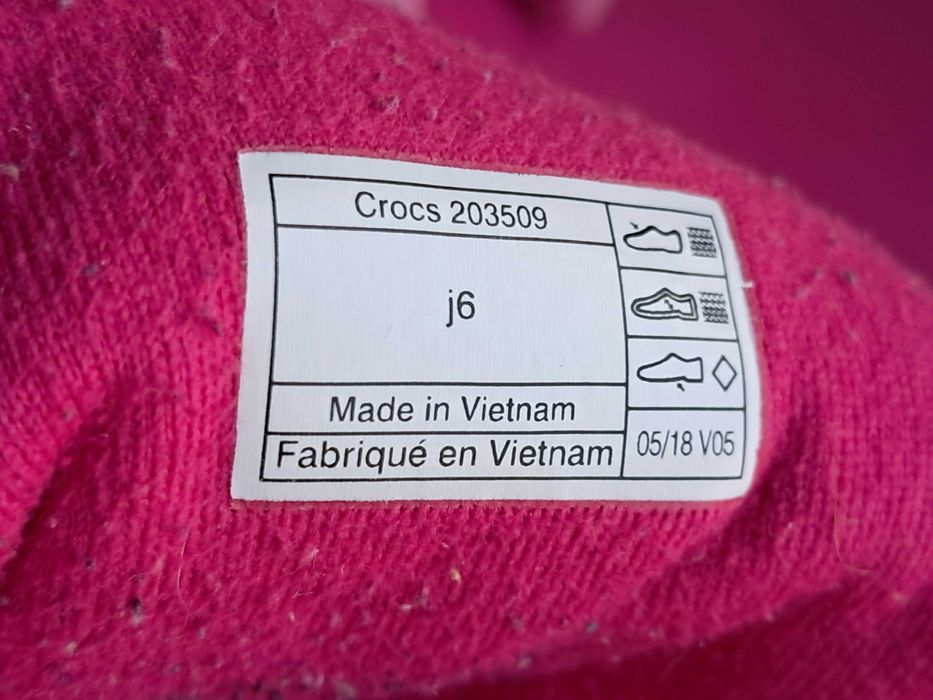 Crocs 203509
j6
Made in Vietnam
Fabriqué en Vietnam
05/18 V05